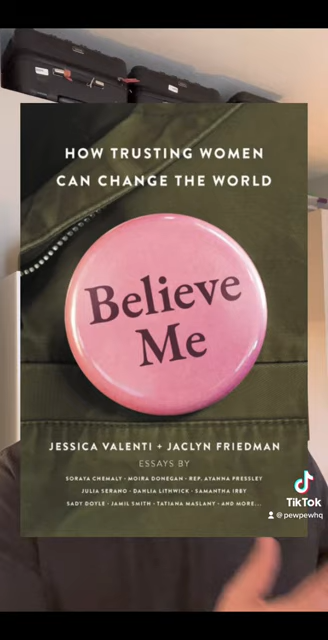 HOW TRUSTING WOMEN
CAN CHANGE THE WORLD
Believe
Me
JESSICA VALENTI + JACLYN FRIEDMAN
ESSAYS BY
SORAYA CHEMALY · MOIRA DONEGAN · REP. AYANNA PRESSLEY
JULIA SERANO · DAHLIA LITHWICK · SAMANTHA IRBY
SADY DOYLE · JAMIL SMITH · TATIANA MASLANY · AND MORE...
TikTok
@pewpewhq